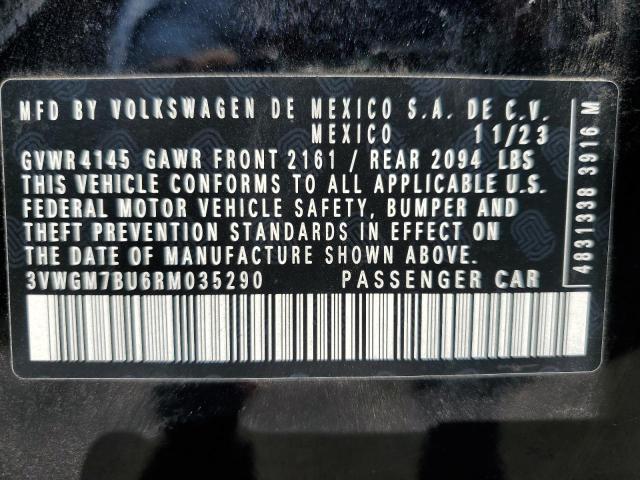 MFD BY VOLKSWAGEN DE MEXICO S.A. DE C.V.
MEXICO 11/23
GVWR4145 GAWR FRONT 2161 / REAR 2094 LBS
THIS VEHICLE CONFORMS TO ALL APPLICABLE U.S.
FEDERAL MOTOR VEHICLE SAFETY, BUMPER AND
THEFT PREVENTION STANDARDS IN EFFECT ON
THE DATE OF MANUFACTURE SHOWN ABOVE.
3VWGM7BU6RM035290 PASSENGER CAR
4831338 3916 M